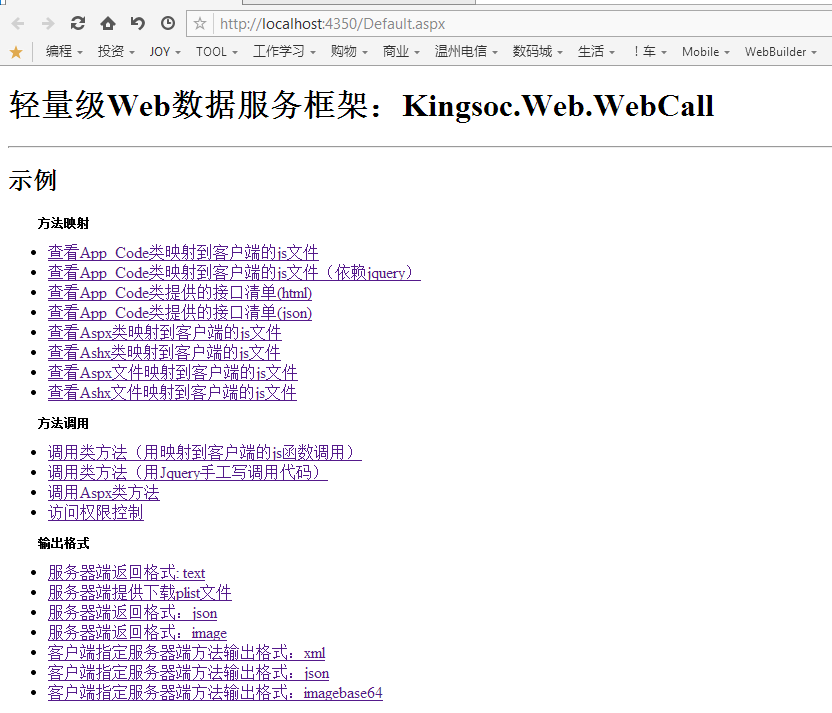 http://localhost:4350/Default.aspx
编程 投资 JOY TOOL 工作学习 购物 商业 温州电信 数码城 生活 ！车 Mobile WebBuilder
轻量级Web数据服务框架：Kingsoc.Web.WebCall
示例
方法映射
查看App_Code类映射到客户端的js文件
查看App_Code类映射到客户端的js文件（依赖jquery）
查看App_Code类提供的接口清单(html)
查看App_Code类提供的接口清单(json)
查看Aspx类映射到客户端的js文件
查看Ashx类映射到客户端的js文件
查看Aspx文件映射到客户端的js文件
查看Ashx文件映射到客户端的js文件
方法调用
调用类方法（用映射到客户端的js函数调用）
调用类方法（用Jquery手工写调用代码）
调用Aspx类方法
访问权限控制
输出格式
服务器端返回格式: text
服务器端提供下载plist文件
服务器端返回格式：json
服务器端返回格式：image
客户端指定服务器端方法输出格式：xml
客户端指定服务器端方法输出格式：json
客户端指定服务器端方法输出格式：imagebase64